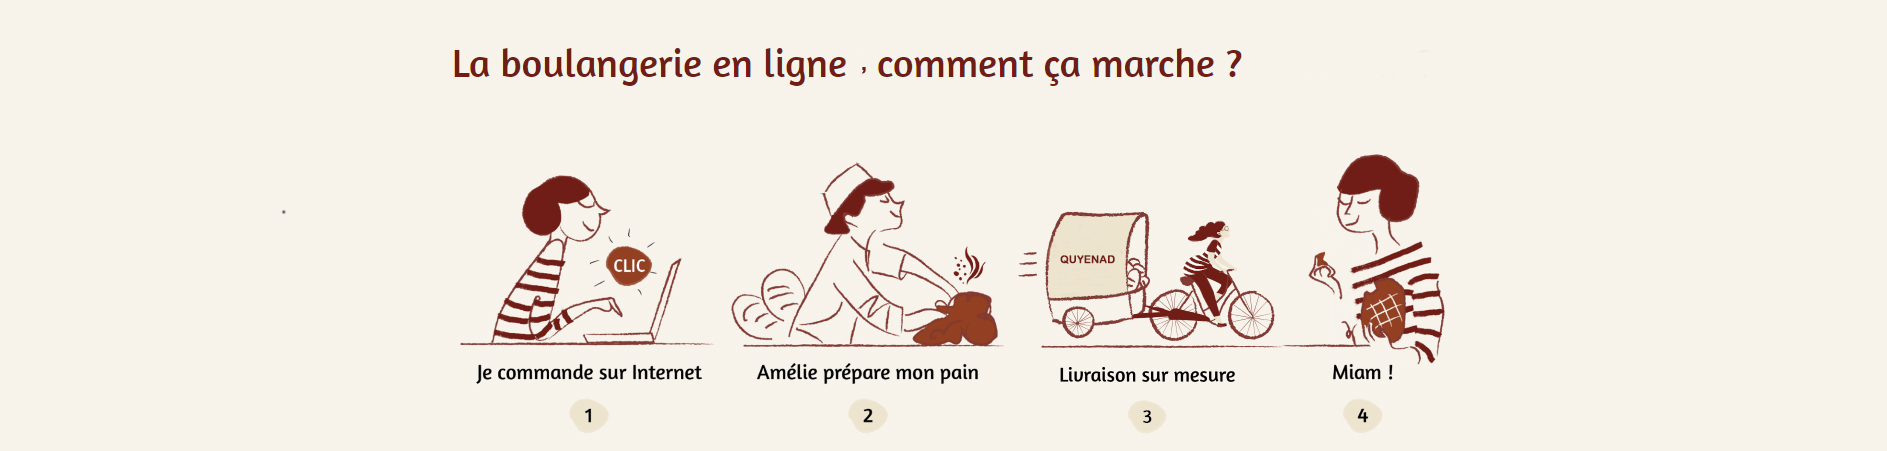 La boulangerie en ligne , comment ça marche ?
CLIC
QUYENAD
Je commande sur Internet
Amélie prépare mon pain
Livraison sur mesure
Miam !
1
2
3
4